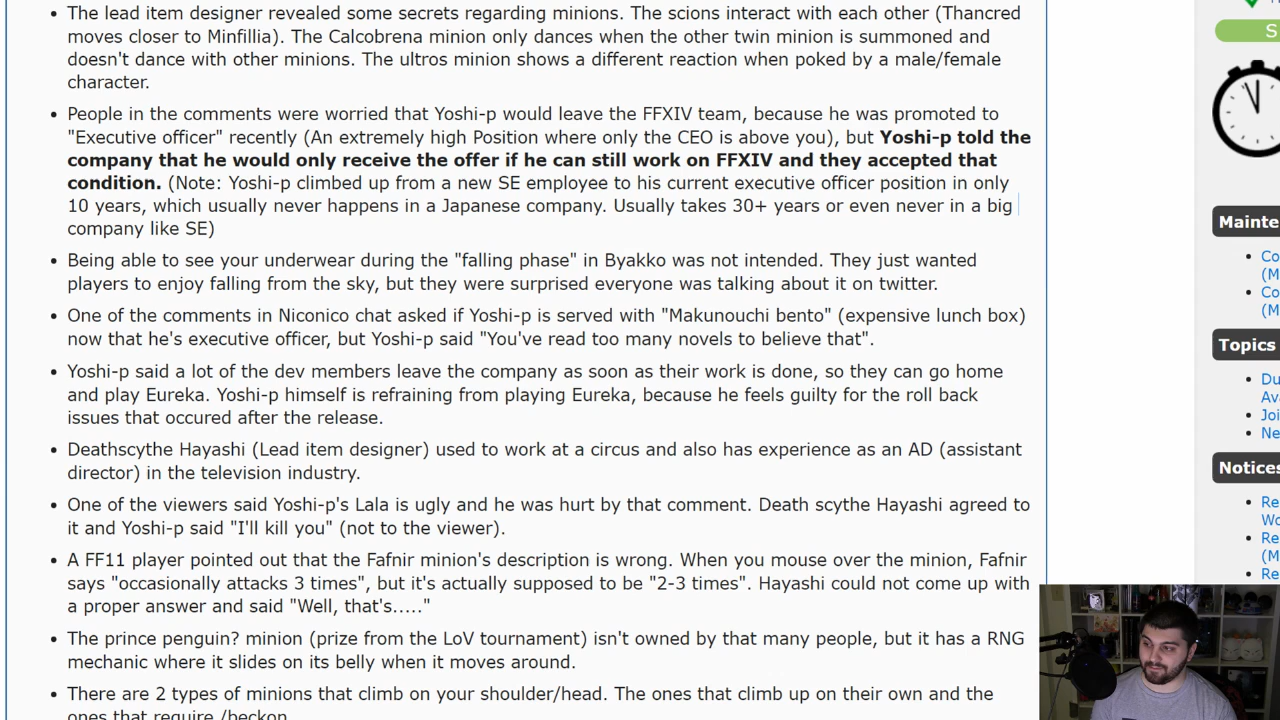 The lead item designer revealed some secrets regarding minions. The scions interact with each other (Thancred
moves closer to Minfillia). The Calcobrena minion only dances when the other twin minion is summoned and
doesn't dance with other minions. The ultros minion shows a different reaction when poked by a male/female
character.
People in the comments were worried that Yoshi-p would leave the FFXIV team, because he was promoted to
"Executive officer" recently (An extremely high Position where only the CEO is above you), but Yoshi-p told the
company that he would only receive the offer if he can still work on FFXIV and they accepted that
condition. (Note: Yoshi-p climbed up from a new SE employee to his current executive officer position in only
10 years, which usually never happens in a Japanese company. Usually takes 30+ years or even never in a big
company like SE)
Being able to see your underwear during the "falling phase" in Byakko was not intended. They just wanted
players to enjoy falling from the sky, but they were surprised everyone was talking about it on twitter.
One of the comments in Niconico chat asked if Yoshi-p is served with "Makunouchi bento" (expensive lunch box)
now that he's executive officer, but Yoshi-p said "You've read too many novels to believe that".
Yoshi-p said a lot of the dev members leave the company as soon as their work is done, so they can go home
and play Eureka. Yoshi-p himself is refraining from playing Eureka, because he feels guilty for the roll back
issues that occured after the release.
Deathscythe Hayashi (Lead item designer) used to work at a circus and also has experience as an AD (assistant
director) in the television industry.
One of the viewers said Yoshi-p's Lala is ugly and he was hurt by that comment. Death scythe Hayashi agreed to
it and Yoshi-p said "I'll kill you" (not to the viewer).
A FF11 player pointed out that the Fafnir minion's description is wrong. When you mouse over the minion, Fafnir
says "occasionally attacks 3 times", but it's actually supposed to be "2-3 times". Hayashi could not come up with
a proper answer and said "Well, that's....."
The prince penguin? minion (prize from the LoV tournament) isn't owned by that many people, but it has a RNG
mechanic where it slides on its belly when it moves around.
There are 2 types of minions that climb on your shoulder/head. The ones that climb up on their own and the
ones that require /beckon
S
Mainte
Co
(M
Co
(M
Topics
Du
Av
Joi
Ne
Notices
Re
Wo
Re
(M
Re